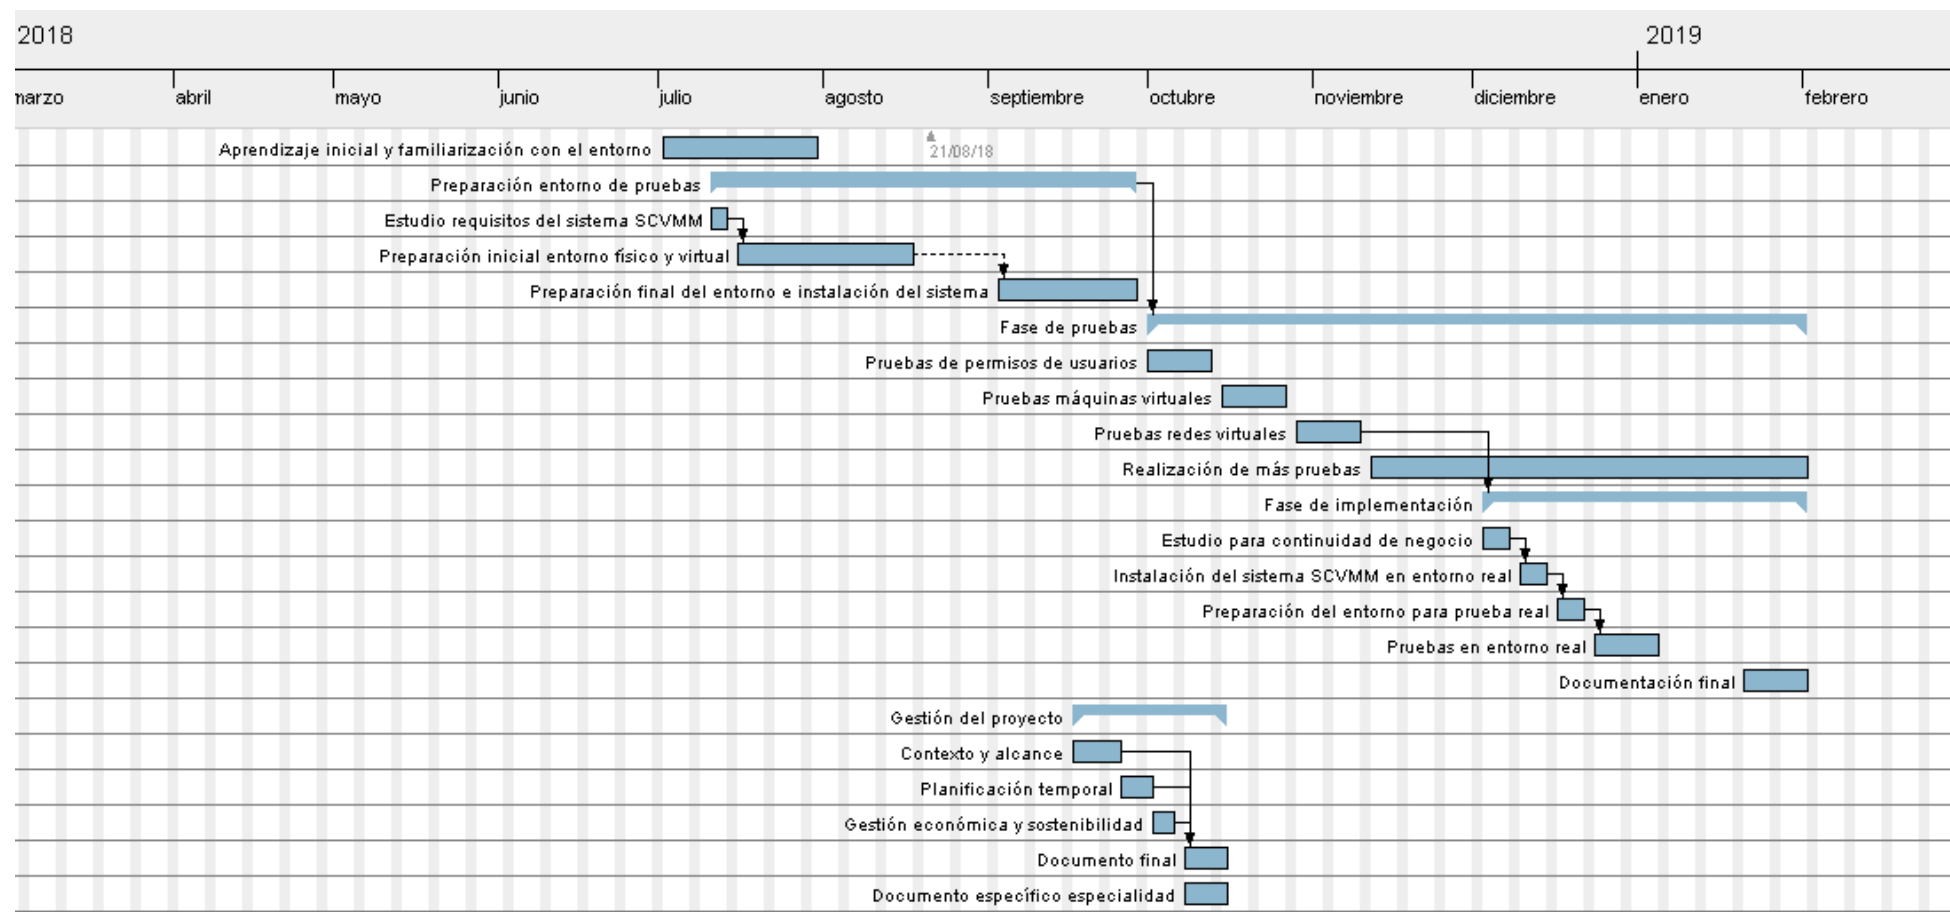 2018 2019
marzo abril mayo junio julio agosto septiembre octubre noviembre diciembre enero febrero
Aprendizaje inicial y familiarización con el entorno
21/08/18
Preparación entorno de pruebas
Estudio requisitos del sistema SCVMM
Preparación inicial entorno físico y virtual
Preparación final del entorno e instalación del sistema
Fase de pruebas
Pruebas de permisos de usuarios
Pruebas máquinas virtuales
Pruebas redes virtuales
Realización de más pruebas
Fase de implementación
Estudio para continuidad de negocio
Instalación del sistema SCVMM en entorno real
Preparación del entorno para prueba real
Pruebas en entorno real
Documentación final
Gestión del proyecto
Contexto y alcance
Planificación temporal
Gestión económica y sostenibilidad
Documento final
Documento específico especialidad